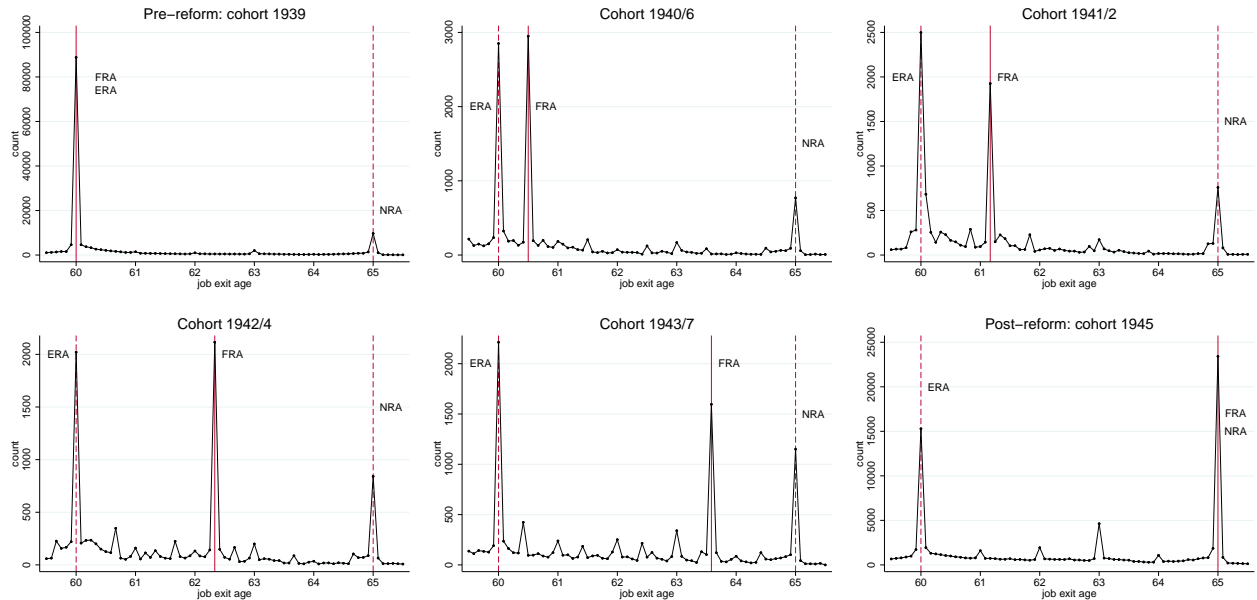 Pre−reform: cohort 1939
100000
80000
60000
40000
20000
0
count
FRA
ERA
NRA
60 61 62 63 64 65
job exit age
Cohort 1940/6
3000
2000
1000
0
count
ERA
FRA
NRA
60 61 62 63 64 65
job exit age
Cohort 1941/2
2500
2000
1500
1000
500
0
count
ERA
FRA
NRA
60 61 62 63 64 65
job exit age
Cohort 1942/4
2000
1500
1000
500
0
count
ERA
FRA
NRA
60 61 62 63 64 65
job exit age
Cohort 1943/7
2000
1500
1000
500
0
count
ERA
FRA
NRA
60 61 62 63 64 65
job exit age
Post−reform: cohort 1945
25000
20000
15000
10000
5000
0
count
ERA
FRA
NRA
60 61 62 63 64 65
job exit age